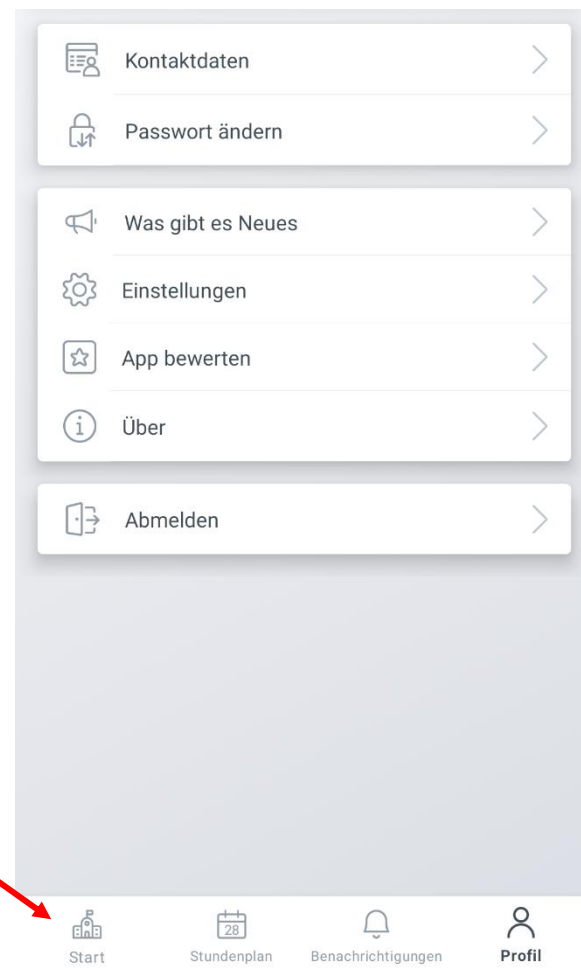 Kontaktdaten
Passwort ändern
Was gibt es Neues
Einstellungen
App bewerten
Über
Abmelden
28
Start Stundenplan Benachrichtigungen Profil